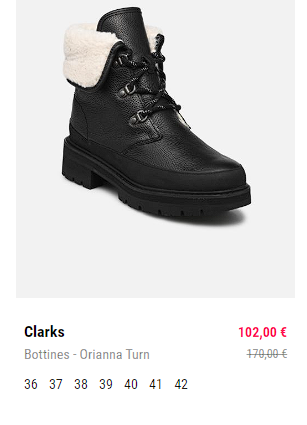 Clarks 102,00 €
Bottines - Orianna Turn 170,00 €
36 37 38 39 40 41 42